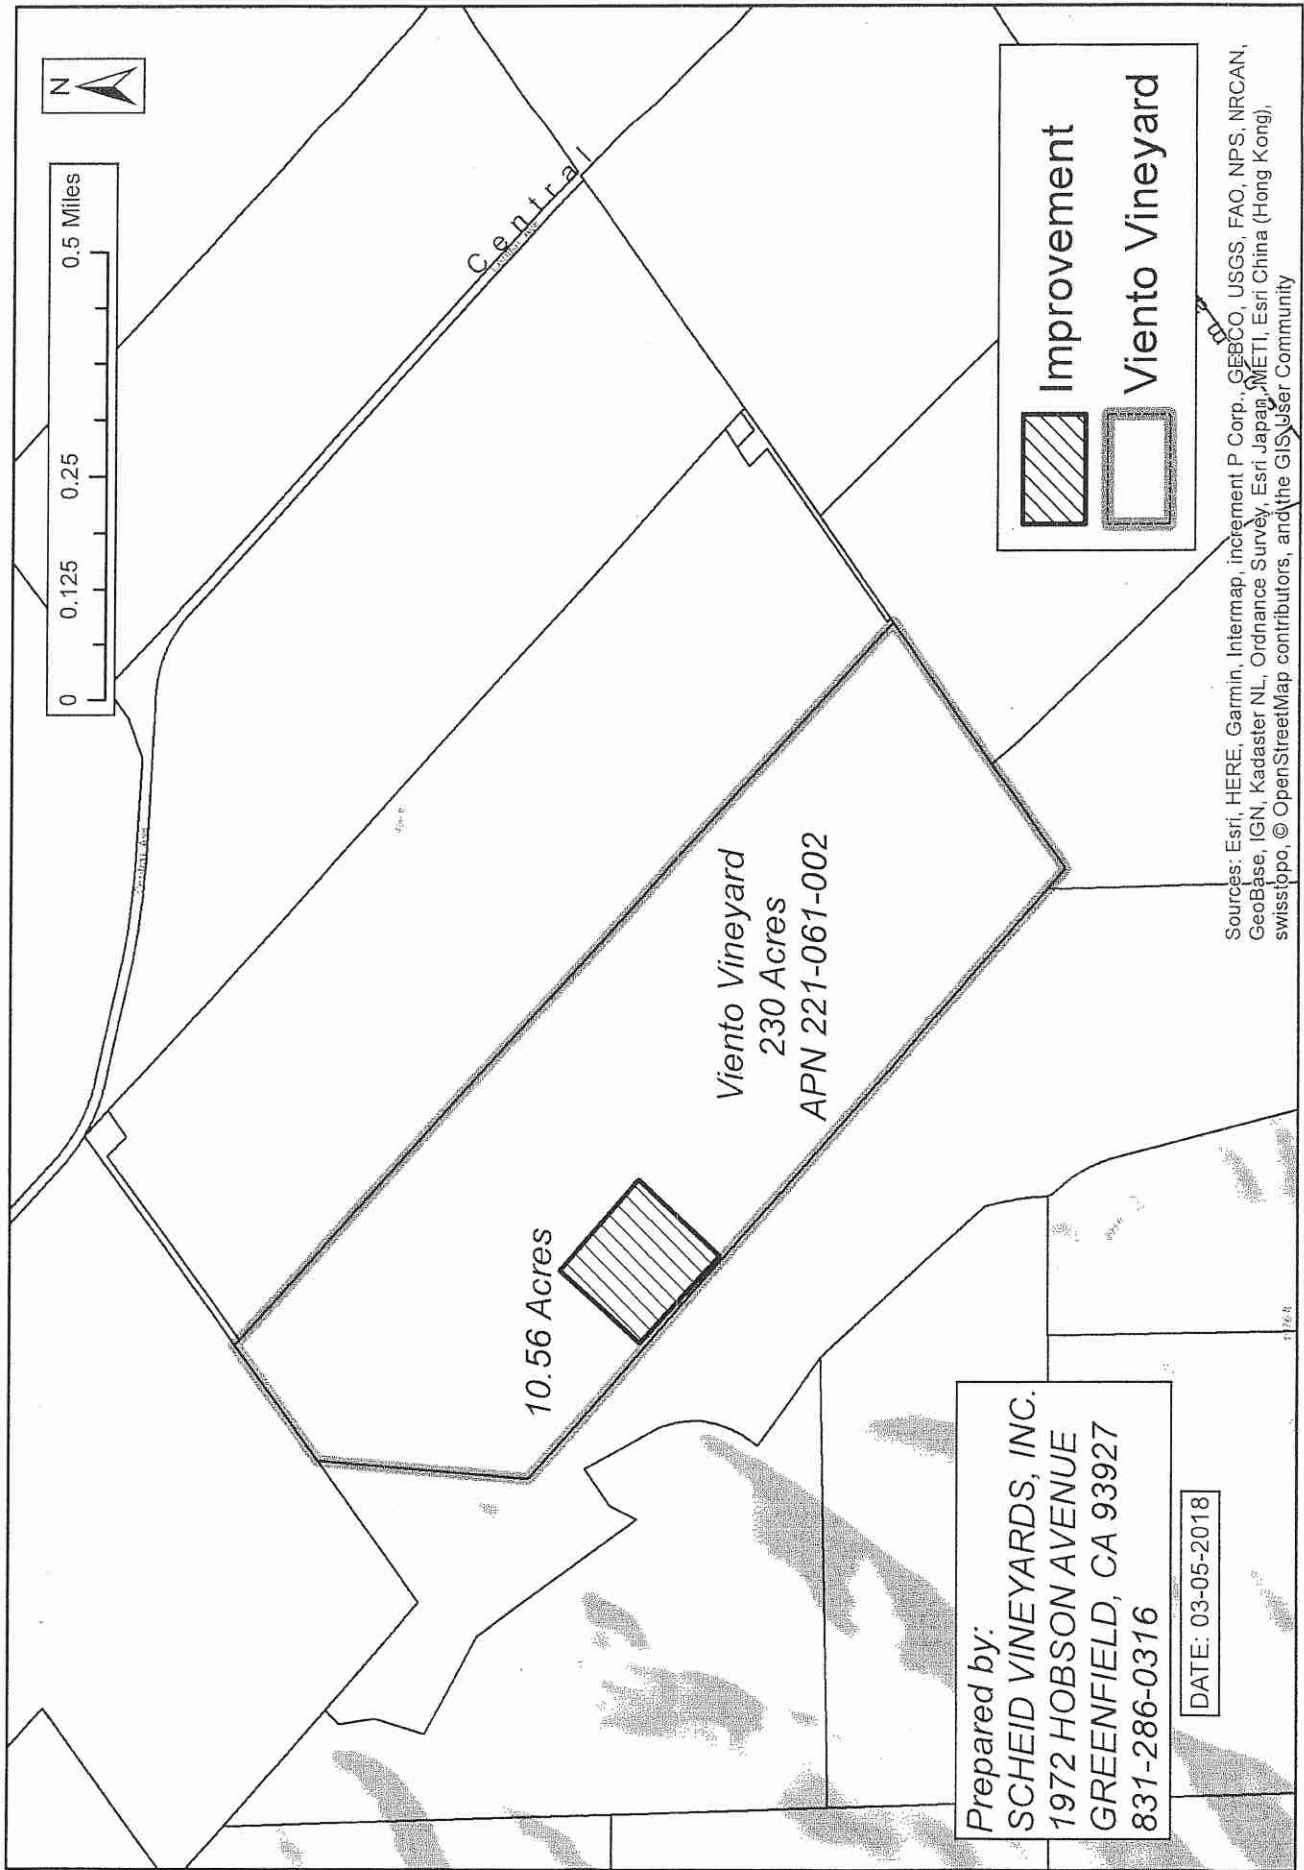 N
0 0.125 0.25 0.5 Miles
Central
Central Ave
10.56 Acres
Viento Vineyard
230 Acres
APN 221-061-002
Improvement
Viento Vineyard
Prepared by:
SCHEID VINEYARDS, INC.
1972 HOBSON AVENUE
GREENFIELD, CA 93927
831-286-0316
DATE: 03-05-2018
Sources: Esri, HERE, Garmin, Intermap, increment P Corp., GEBCO, USGS, FAO, NPS, NRCAN,
GeoBase, IGN, Kadaster NL, Ordnance Survey, Esri Japan, METI, Esri China (Hong Kong),
swisstopo, © OpenStreetMap contributors, and the GIS User Community